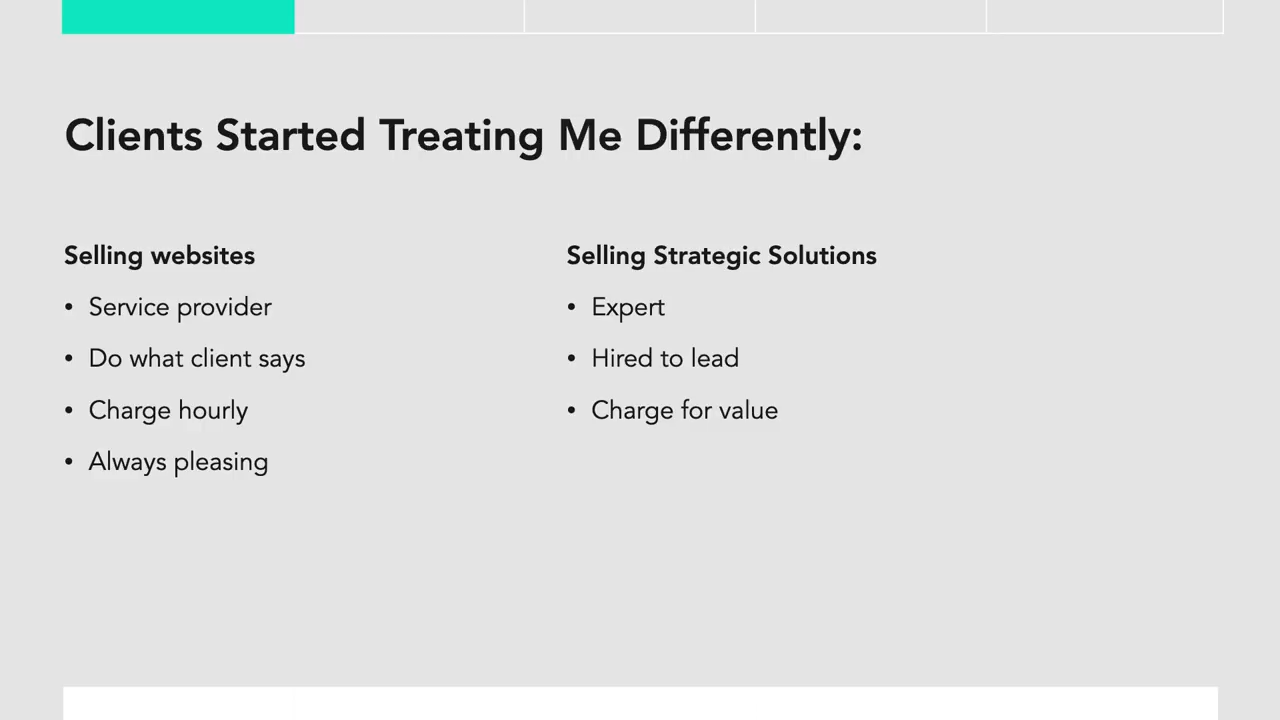 Clients Started Treating Me Differently:
Selling websites
• Service provider
• Do what client says
• Charge hourly
• Always pleasing
Selling Strategic Solutions
• Expert
• Hired to lead
• Charge for value